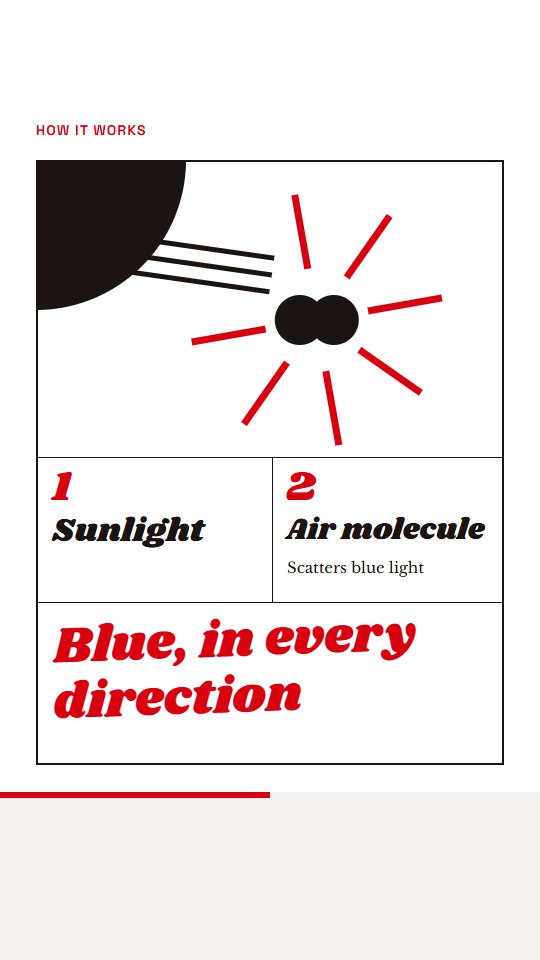 HOW IT WORKS
1
Sunlight
2
Air molecule
Scatters blue light
Blue, in every
direction